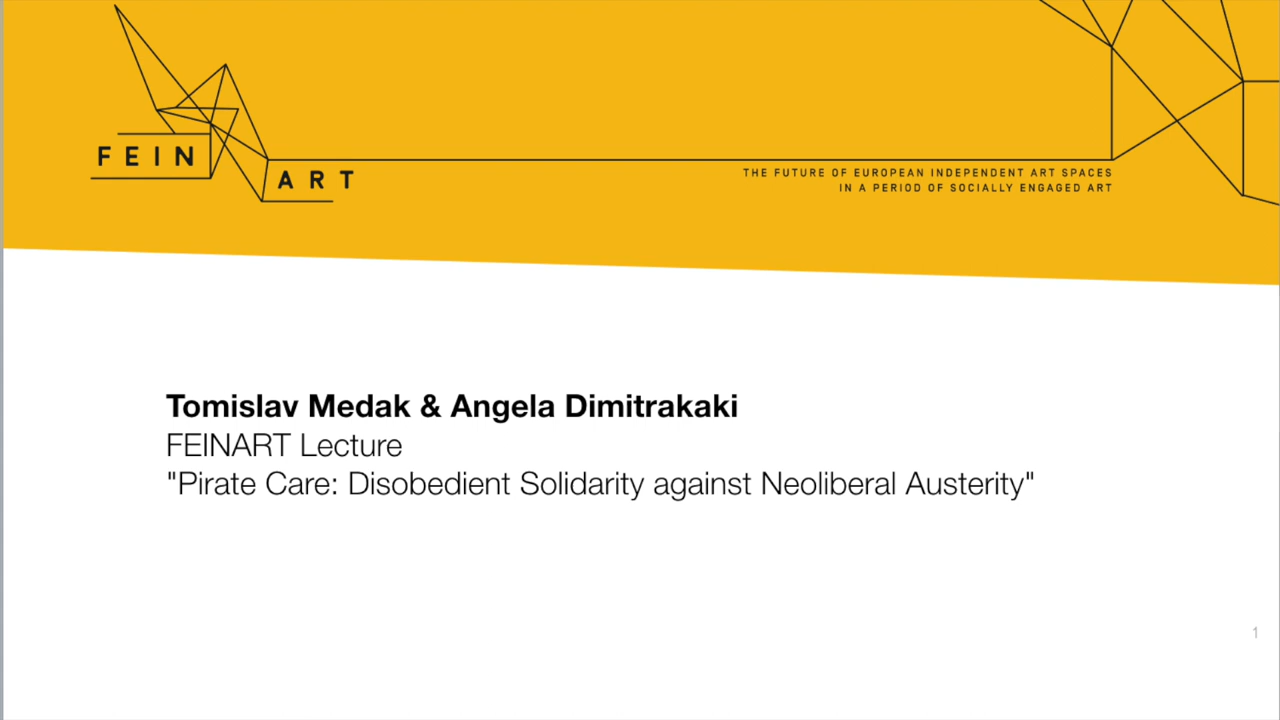 FEIN
ART
THE FUTURE OF EUROPEAN INDEPENDENT ART SPACES
IN A PERIOD OF SOCIALLY ENGAGED ART
Tomislav Medak & Angela Dimitrakaki
FEINART Lecture
"Pirate Care: Disobedient Solidarity against Neoliberal Austerity"
1